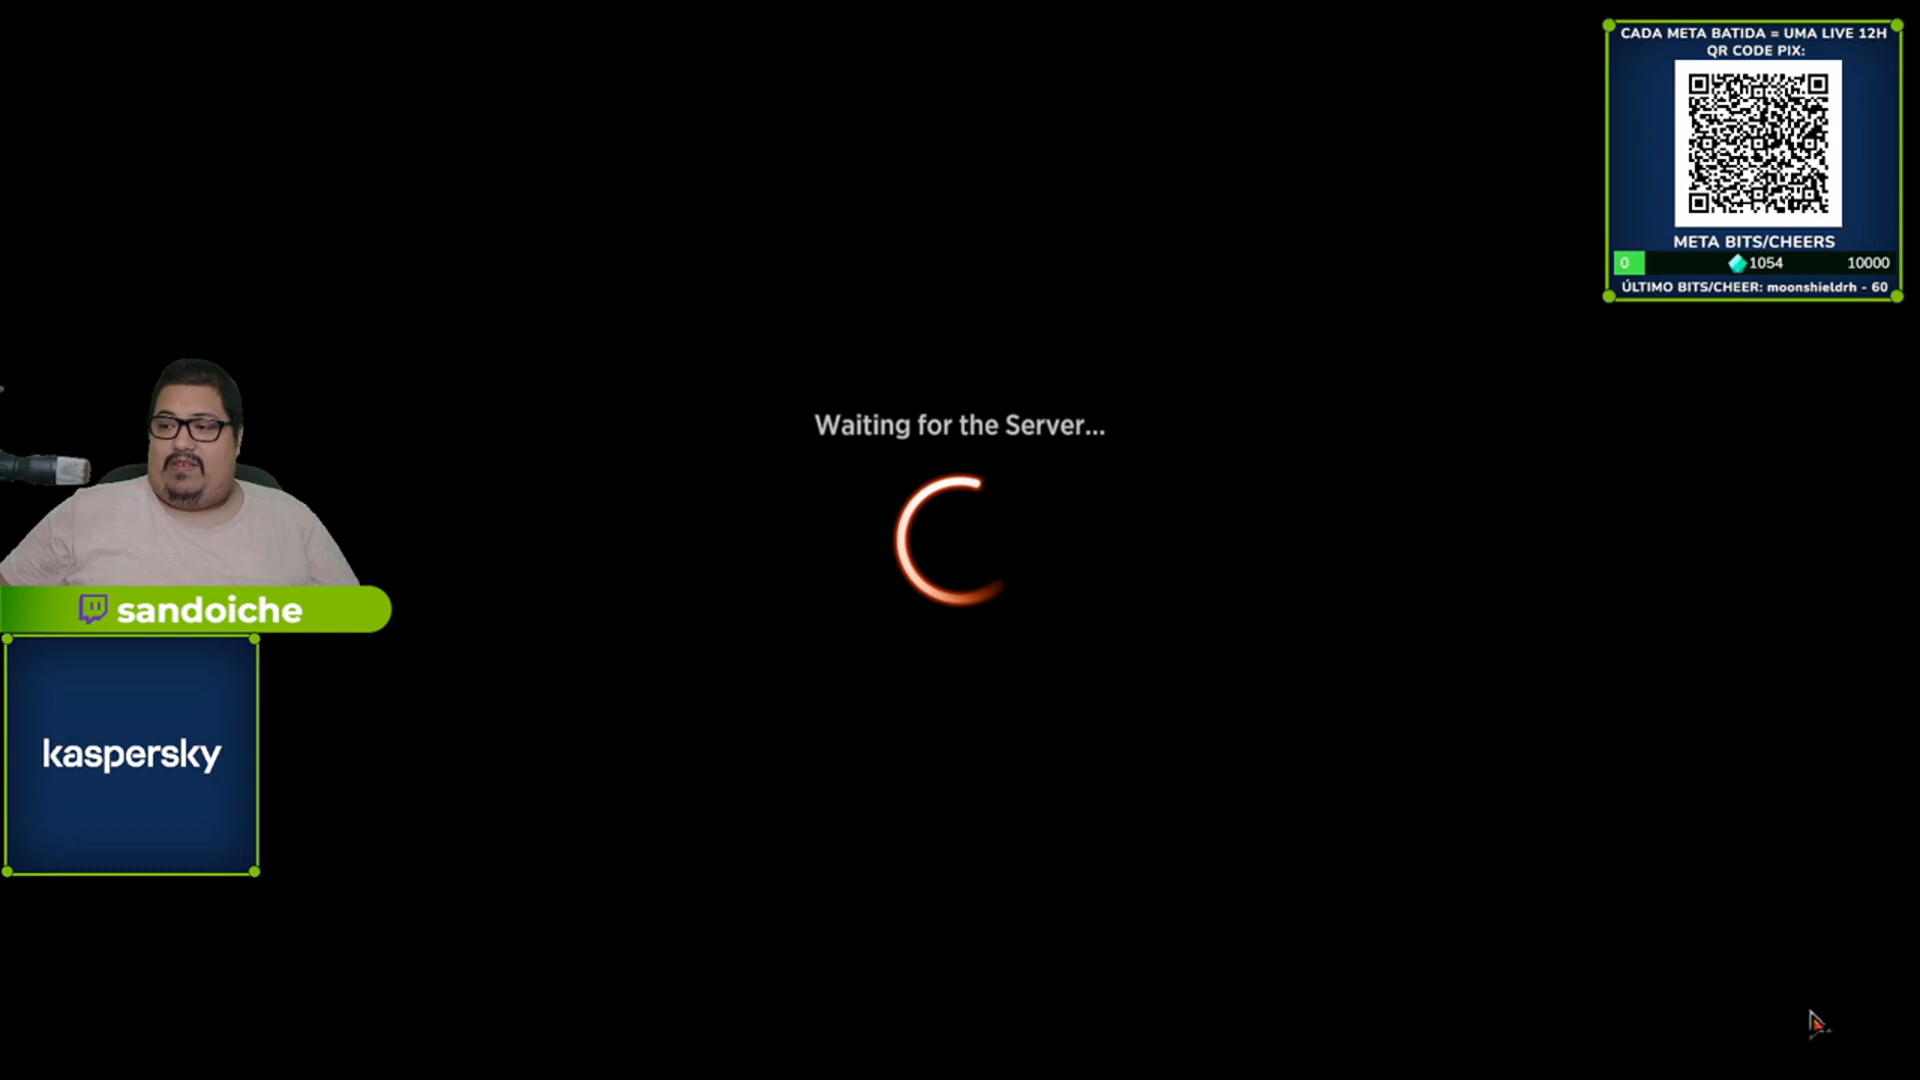 CADA META BATIDA = UMA LIVE 12H
QR CODE PIX:
META BITS/CHEERS
0 1054 10000
ÚLTIMO BITS/CHEER: moonshieldrh - 60
Waiting for the Server...
sandoiche
kaspersky